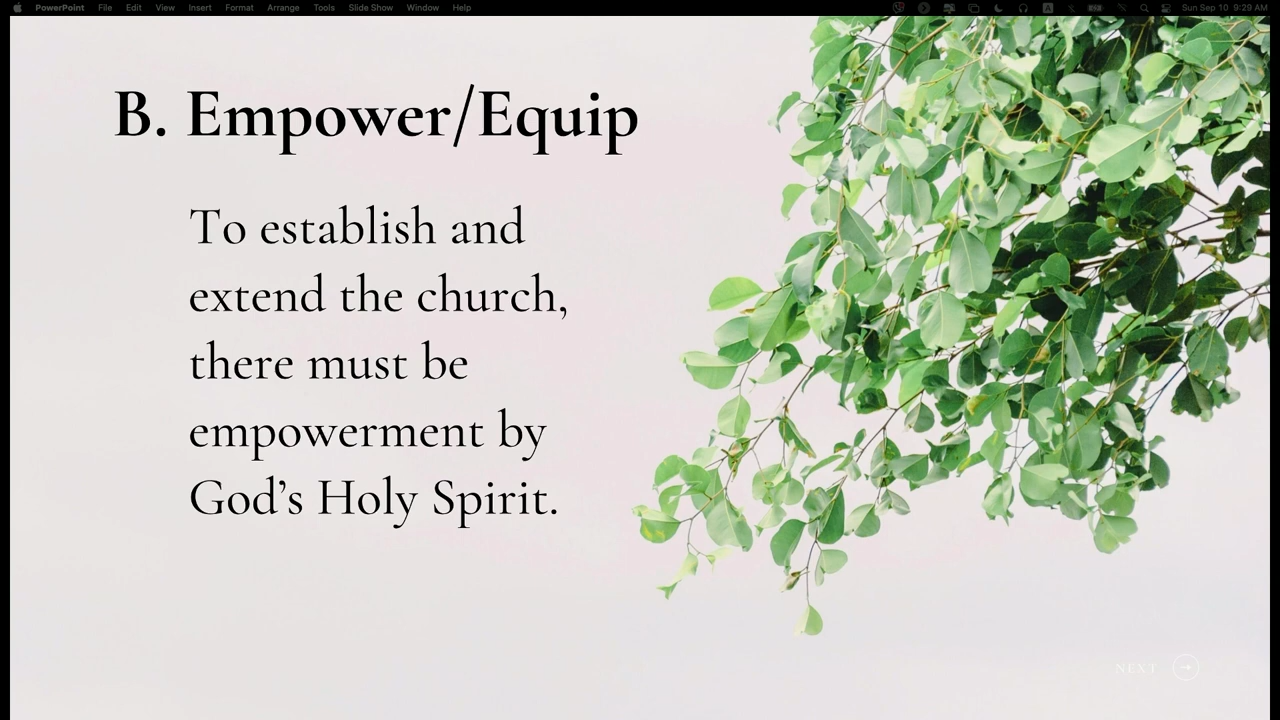 PowerPoint File Edit View Insert Format Arrange Tools Slide Show Window Help Sun Sep 10 9:29 AM
B. Empower/Equip
To establish and
extend the church,
there must be
empowerment by
God’s Holy Spirit.
NEXT